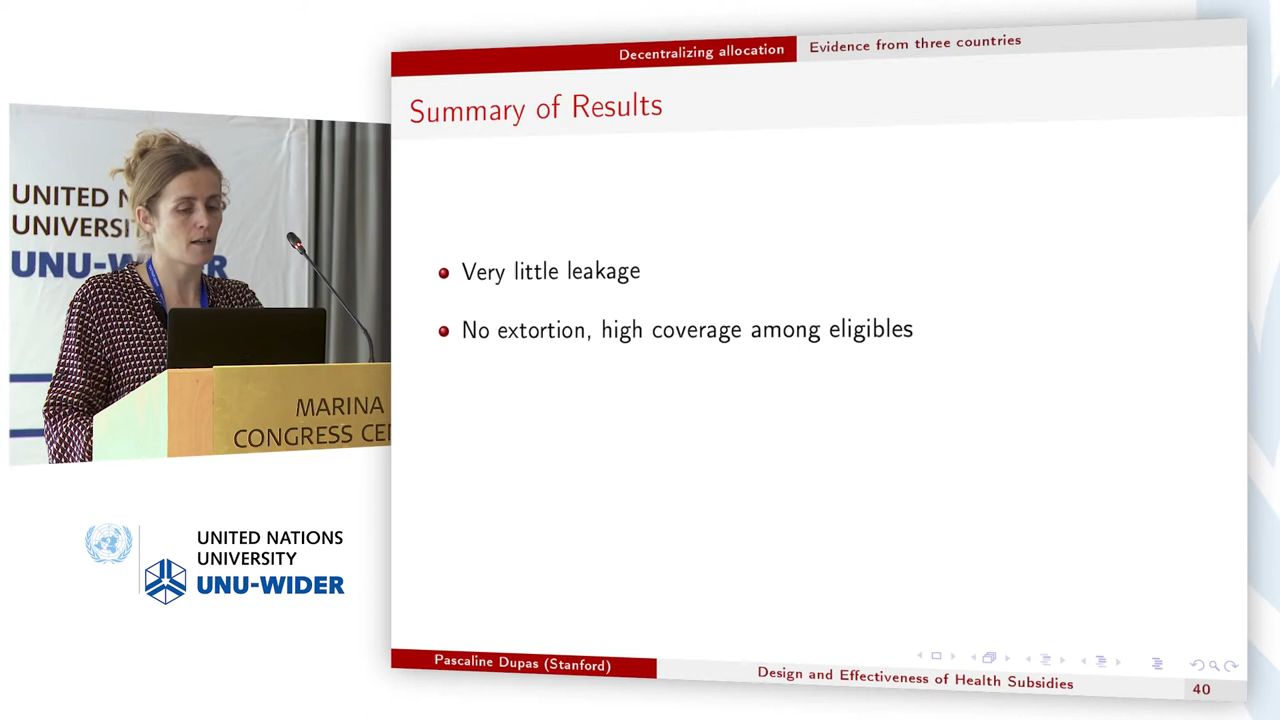 UNITED N
UNIVERSI
UNU-WIDER
MARINA
CONGRESS CE
UNITED NATIONS
UNIVERSITY
UNU-WIDER
Decentralizing allocation
Evidence from three countries
Summary of Results
Very little leakage
No extortion, high coverage among eligibles
Pascaline Dupas (Stanford)
Design and Effectiveness of Health Subsidies
40